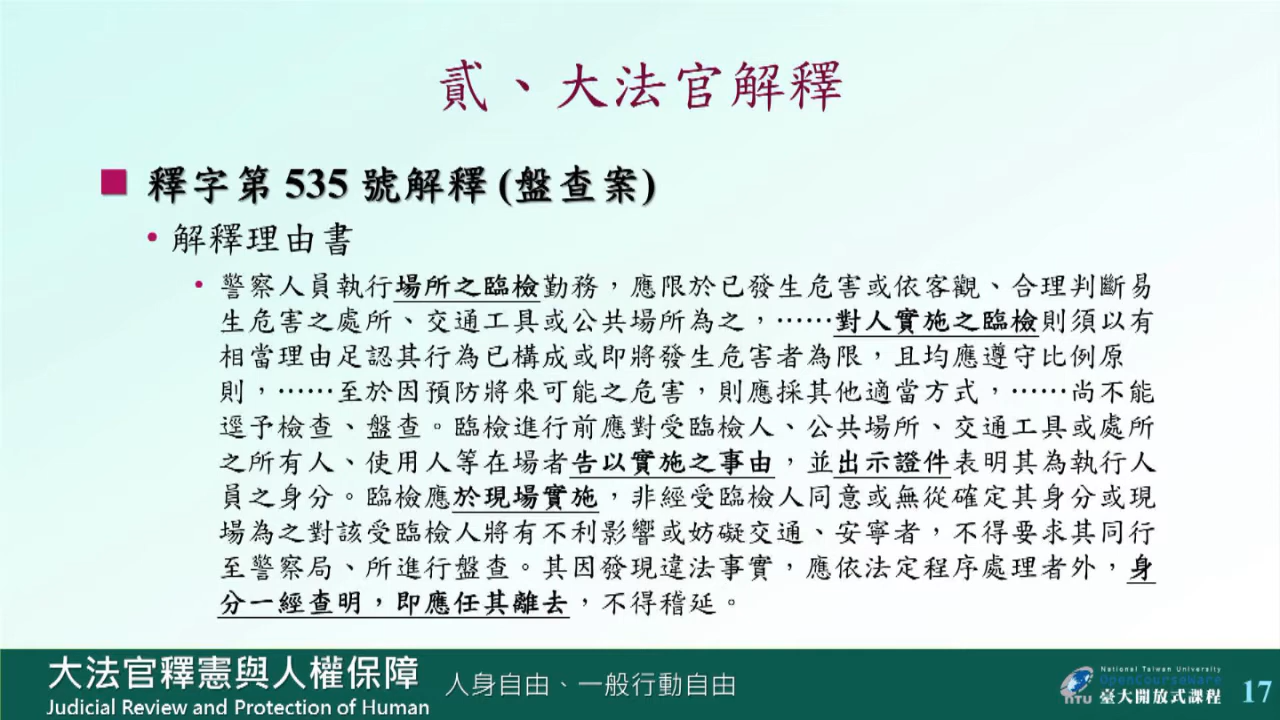 貳、大法官解釋
■ 釋字第 535 號解釋 (盤查案)
• 解釋理由書
• 警察人員執行場所之臨檢勤務，應限於已發生危害或依客觀、合理判斷易
生危害之處所、交通工具或公共場所為之，……對人實施之臨檢則須以有
相當理由足認其行為已構成或即將發生危害者為限，且均應遵守比例原
則，……至於因預防將來可能之危害，則應採其他適當方式，……尚不能
逕予檢查、盤查。臨檢進行前應對受臨檢人、公共場所、交通工具或處所
之所有人、使用人等在場者告以實施之事由，並出示證件表明其為執行人
員之身分。臨檢應於現場實施，非經受臨檢人同意或無從確定其身分或現
場為之對該受臨檢人將有不利影響或妨礙交通、安寧者，不得要求其同行
至警察局、所進行盤查。其因發現違法事實，應依法定程序處理者外，身
分一經查明，即應任其離去，不得稽延。
大法官釋憲與人權保障
Judicial Review and Protection of Human
人身自由、一般行動自由
National Taiwan University
OpenCourseWare
NTU 臺大開放式課程
17